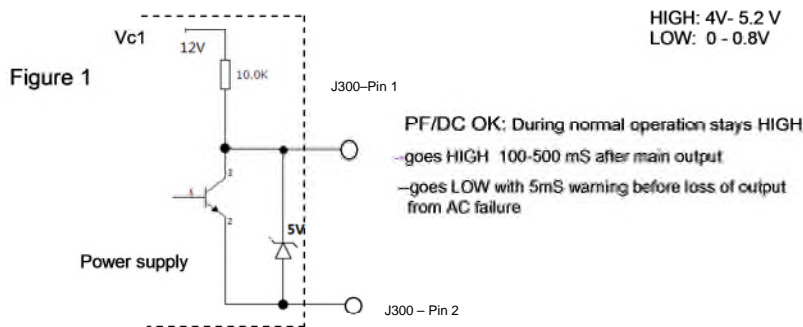 HIGH: 4V- 5.2 V
LOW: 0 - 0.8V
Vc1
12V
Figure 1
10.0K
J300–Pin 1
PF/DC OK: During normal operation stays HIGH
--goes HIGH 100-500 mS after main output
--goes LOW with 5mS warning before loss of output
from AC failure
3
2
5V
Power supply
J300 – Pin 2